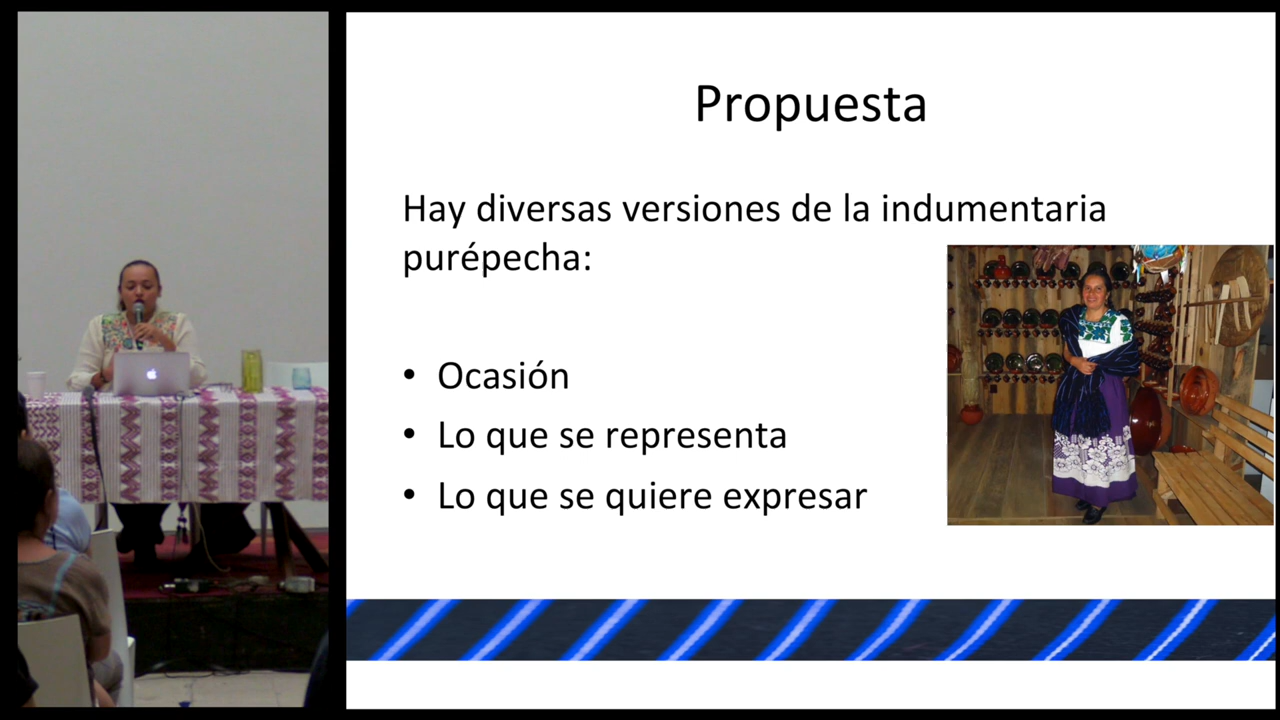 Propuesta
Hay diversas versiones de la indumentaria
purépecha:
• Ocasión
• Lo que se representa
• Lo que se quiere expresar